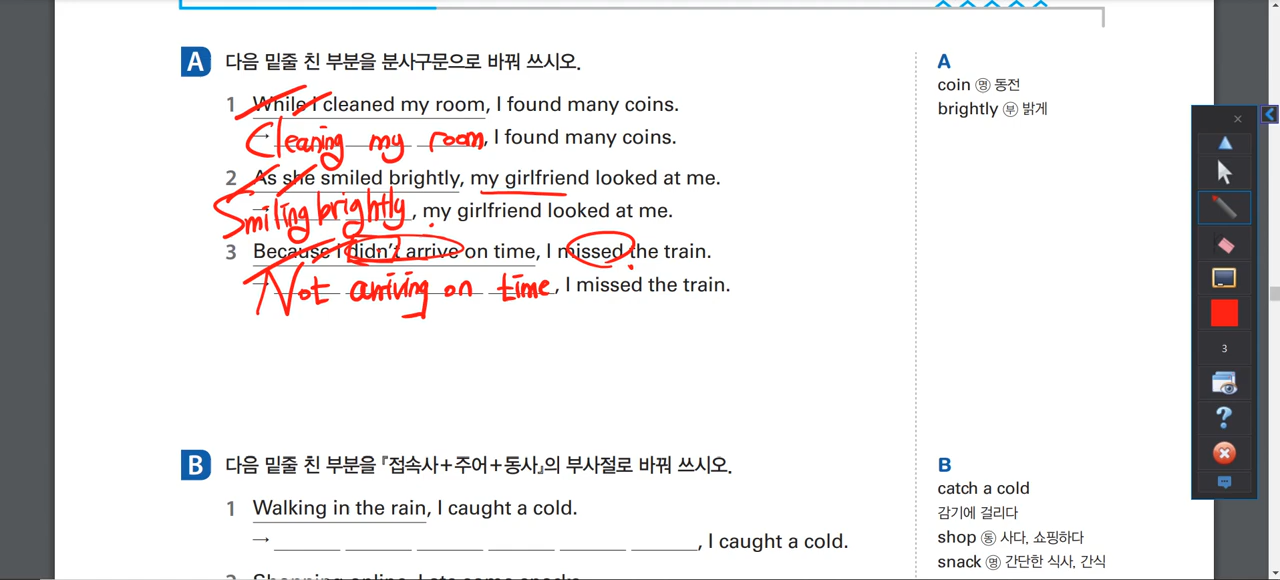 A 다음 밑줄 친 부분을 분사구문으로 바꿔 쓰시오.
1 While I cleaned my room, I found many coins.
→ Cleaning my room, I found many coins.
2 As she smiled brightly, my girlfriend looked at me.
Smiling brightly, my girlfriend looked at me.
3 Because I didn't arrive on time, I missed the train.
→ Not arriving on time, I missed the train.
A
coin 명 동전
brightly 부 밝게
B 다음 밑줄 친 부분을 『접속사+주어+동사』의 부사절로 바꿔 쓰시오.
1 Walking in the rain, I caught a cold.
→ , I caught a cold.
B
catch a cold
감기에 걸리다
shop 동 사다, 쇼핑하다
snack 명 간단한 식사, 간식
3